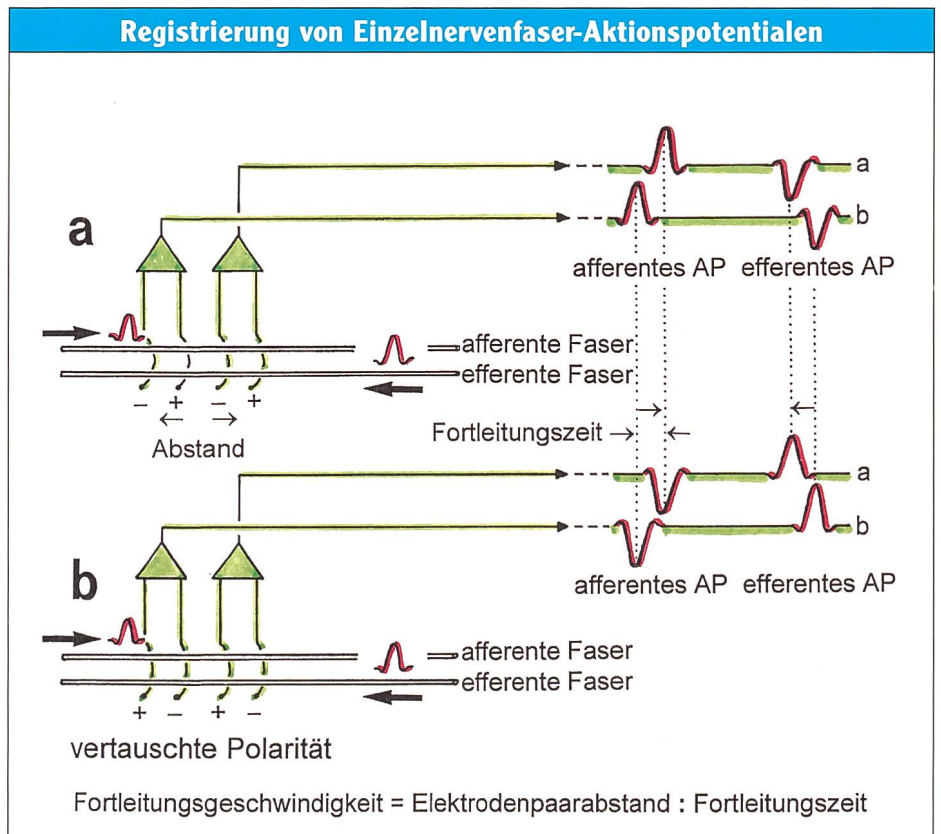 Registrierung von Einzelnervenfaser-Aktionspotentialen
a
a
b
afferentes AP efferentes AP
afferente Faser
efferente Faser
− + − +
← →
Abstand
Fortleitungszeit → ←
→ ←
a
b
afferentes AP efferentes AP
b
afferente Faser
efferente Faser
+ − + −
vertauschte Polarität
Fortleitungsgeschwindigkeit = Elektrodenpaarabstand : Fortleitungszeit